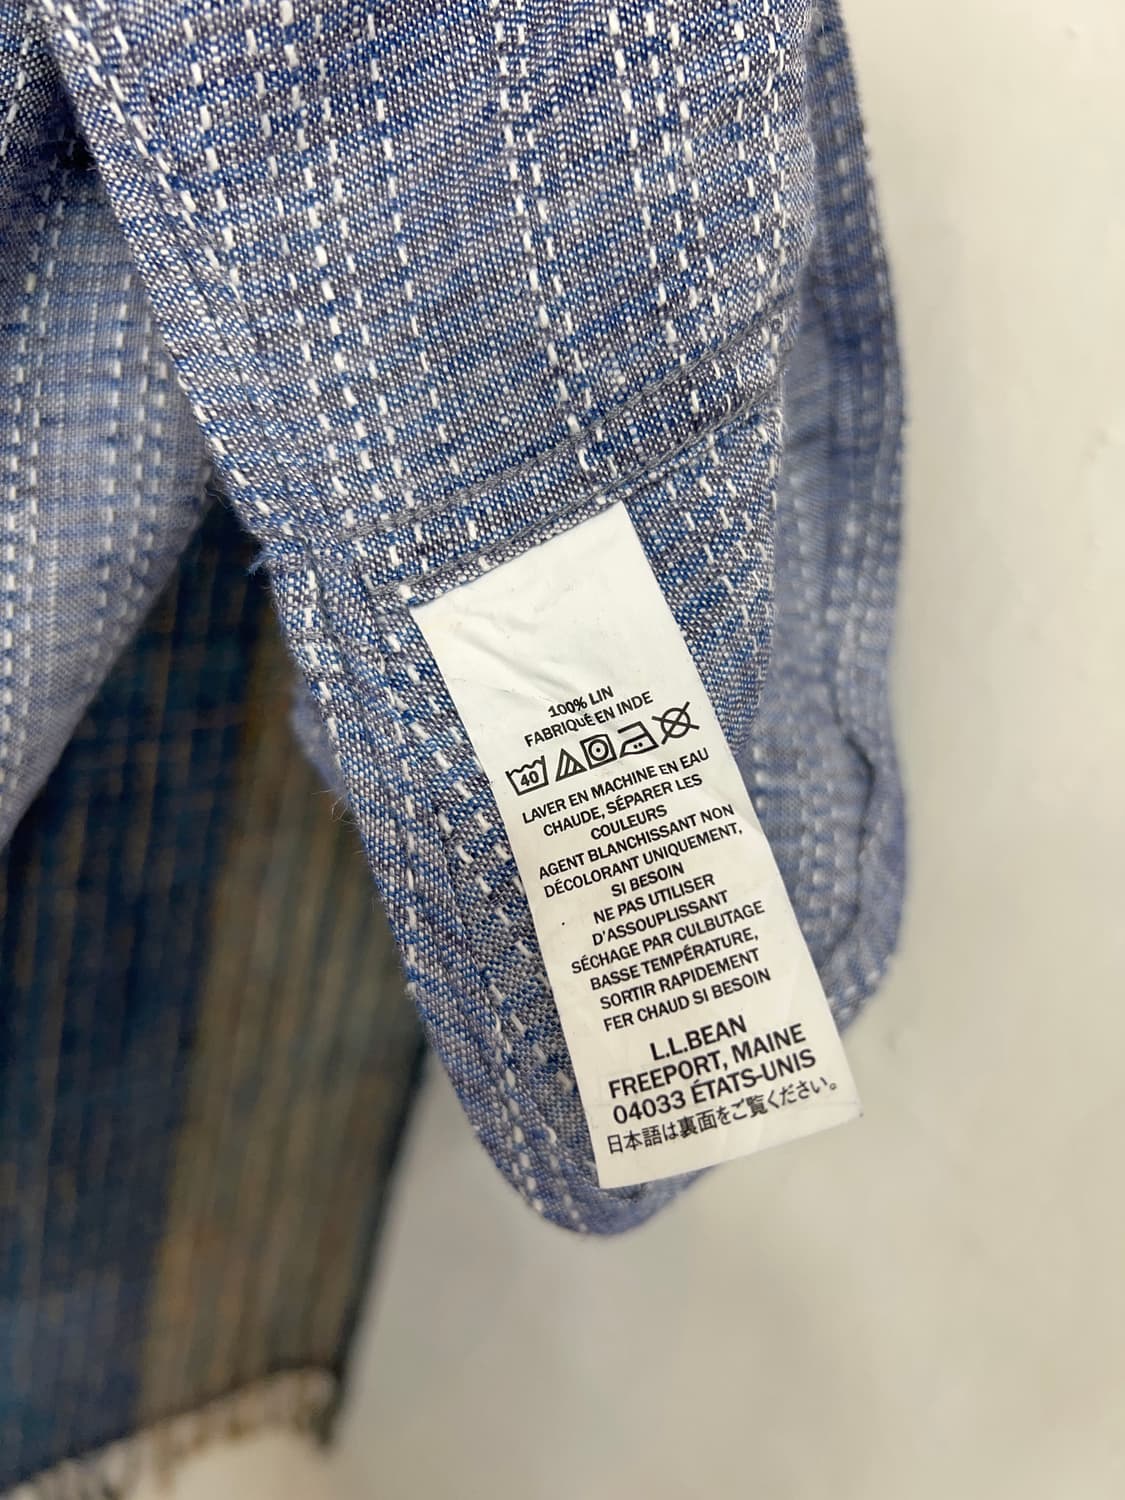 100% LIN
FABRIQUÉ EN INDE
40
LAVER EN MACHINE EN EAU
CHAUDE, SÉPARER LES
COULEURS
AGENT BLANCHISSANT NON
DÉCOLORANT UNIQUEMENT,
SI BESOIN
NE PAS UTILISER
D'ASSOUPLISSANT
SÉCHAGE PAR CULBUTAGE
BASSE TEMPÉRATURE,
SORTIR RAPIDEMENT
FER CHAUD SI BESOIN
L.L.BEAN
FREEPORT, MAINE
04033 ÉTATS-UNIS
日本語は裏面をご覧ください。